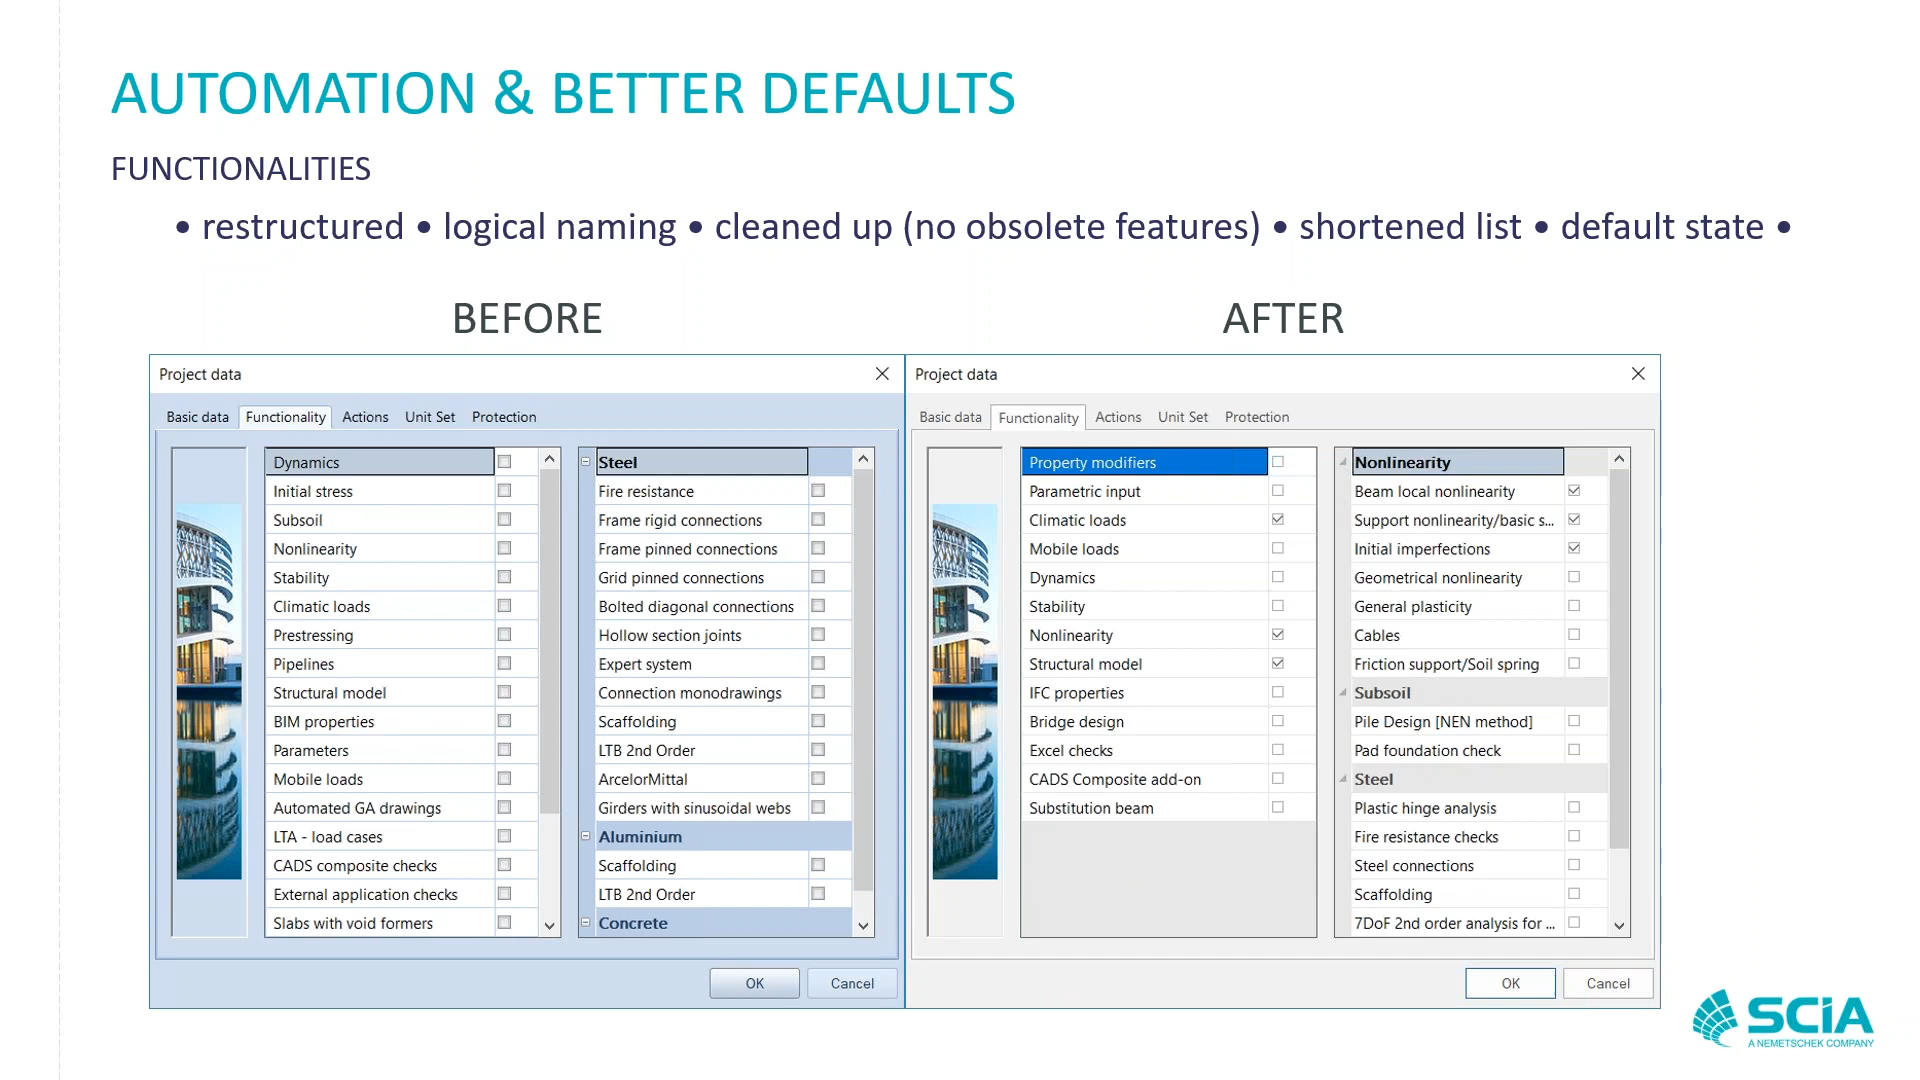 AUTOMATION & BETTER DEFAULTS
FUNCTIONALITIES
• restructured • logical naming • cleaned up (no obsolete features) • shortened list • default state •
BEFORE
Project data
Basic data Functionality Actions Unit Set Protection
Dynamics
Initial stress
Subsoil
Nonlinearity
Stability
Climatic loads
Prestressing
Pipelines
Structural model
BIM properties
Parameters
Mobile loads
Automated GA drawings
LTA - load cases
CADS composite checks
External application checks
Slabs with void formers
Steel
Fire resistance
Frame rigid connections
Frame pinned connections
Grid pinned connections
Bolted diagonal connections
Hollow section joints
Expert system
Connection monodrawings
Scaffolding
LTB 2nd Order
ArcelorMittal
Girders with sinusoidal webs
Aluminium
Scaffolding
LTB 2nd Order
Concrete
OK Cancel
AFTER
Project data
Basic data Functionality Actions Unit Set Protection
Property modifiers
Parametric input
Climatic loads
Mobile loads
Dynamics
Stability
Nonlinearity
Structural model
IFC properties
Bridge design
Excel checks
CADS Composite add-on
Substitution beam
Nonlinearity
Beam local nonlinearity
Support nonlinearity/basic s...
Initial imperfections
Geometrical nonlinearity
General plasticity
Cables
Friction support/Soil spring
Subsoil
Pile Design [NEN method]
Pad foundation check
Steel
Plastic hinge analysis
Fire resistance checks
Steel connections
Scaffolding
7DoF 2nd order analysis for ...
OK Cancel
SCiA
A NEMETSCHEK COMPANY